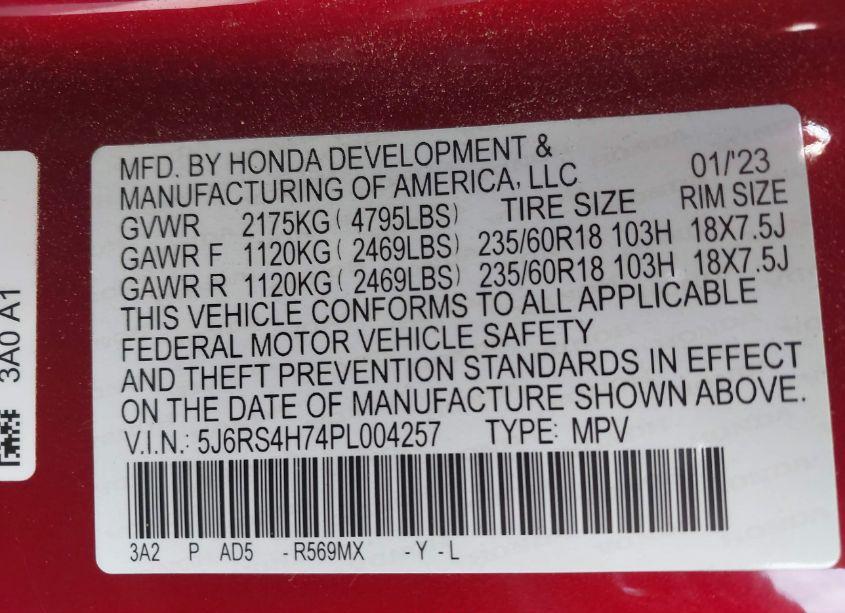 MFD. BY HONDA DEVELOPMENT &
MANUFACTURING OF AMERICA, LLC 01/'23
GVWR 2175KG ( 4795LBS) TIRE SIZE RIM SIZE
GAWR F 1120KG ( 2469LBS) 235/60R18 103H 18X7.5J
GAWR R 1120KG ( 2469LBS) 235/60R18 103H 18X7.5J
THIS VEHICLE CONFORMS TO ALL APPLICABLE
FEDERAL MOTOR VEHICLE SAFETY
AND THEFT PREVENTION STANDARDS IN EFFECT
ON THE DATE OF MANUFACTURE SHOWN ABOVE.
V.I.N.: 5J6RS4H74PL004257 TYPE: MPV
3A2 P AD5 -R569MX -Y -L
3A0 A1